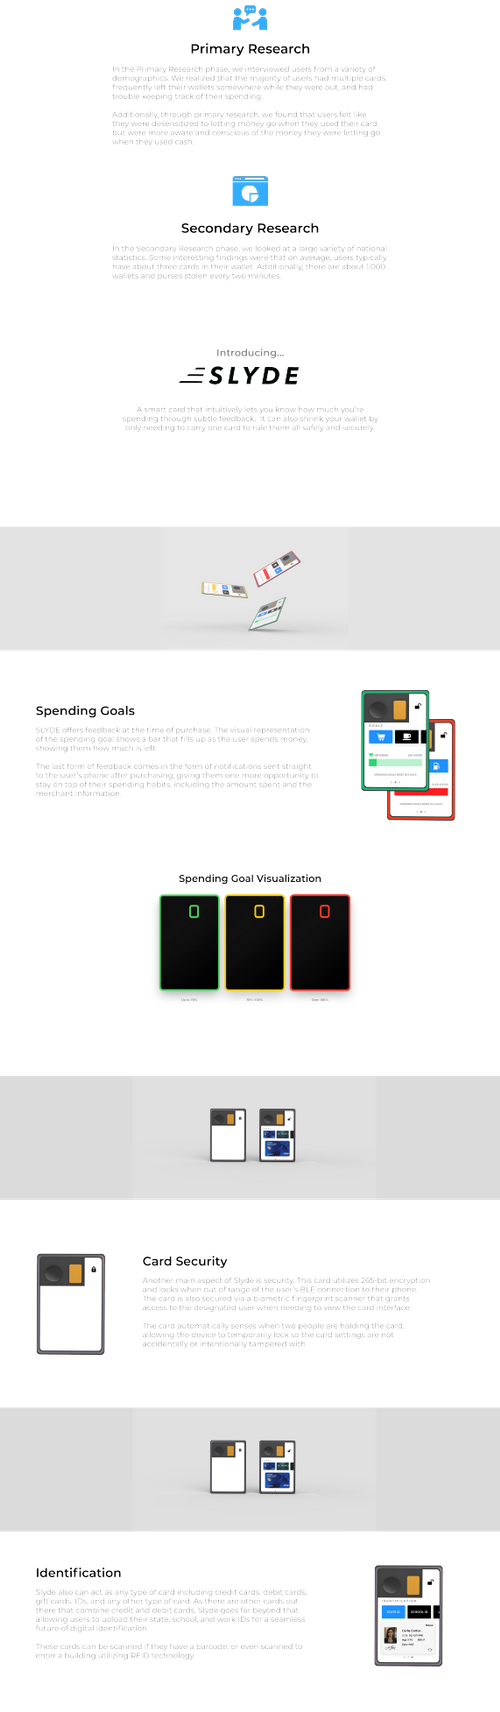 Primary Research
In the Primary Research phase, we interviewed users from a variety of
demographics. We realized that the majority of users had multiple cards,
frequently left their wallets somewhere while they were out, and had
trouble keeping track of their spending.
Additionally, through primary research, we found that users felt like
they were desensitized to letting money go when they used their card,
but were more aware and conscious of the money they were letting go
when they used cash.
Secondary Research
In the Secondary Research phase, we looked at a large variety of national
statistics. Some interesting findings were that on average, users typically
have about three cards in their wallet. Additionally, there are about 1,000
wallets and purses stolen every two minutes.
Introducing...
SLYDE
A smart card that intuitively lets you know how much you're
spending through subtle feedback. It can also shrink your wallet by
only needing to carry one card to rule them all safely and securely.
Spending Goals
SLYDE offers feedback at the time of purchase. The visual representation
of the spending goal shows a bar that fills up as the user spends money,
showing them how much is left.
The last form of feedback comes in the form of notifications sent straight
to the user's phone after purchasing, giving them one more opportunity to
stay on top of their spending habits, including the amount spent and the
merchant information.
GOALS
Spending Goal Visualization
Card Security
Another main aspect of Slyde is security. This card utilizes 265-bit encryption
and locks when out of range of the user's BLE connection to their phone.
The card is also secured via a biometric fingerprint scanner that grants
access to the designated user when needing to view the card interface.
The card automatically senses when two people are holding the card,
allowing the device to temporarily lock so the card settings are not
accidentally or intentionally tampered with.
Identification
Slyde also can act as any type of card including credit cards, debit cards,
gift cards, IDs, and any other type of card. As there are other cards out
there that combine credit and debit cards, Slyde goes far beyond that
allowing users to upload their state, school, and work IDs for a seamless
future of digital identification.
These cards can be scanned if they have a barcode, or even scanned to
enter a building utilizing RFID technology.
IDENTIFICATION
STATE ID
SCHOOL ID